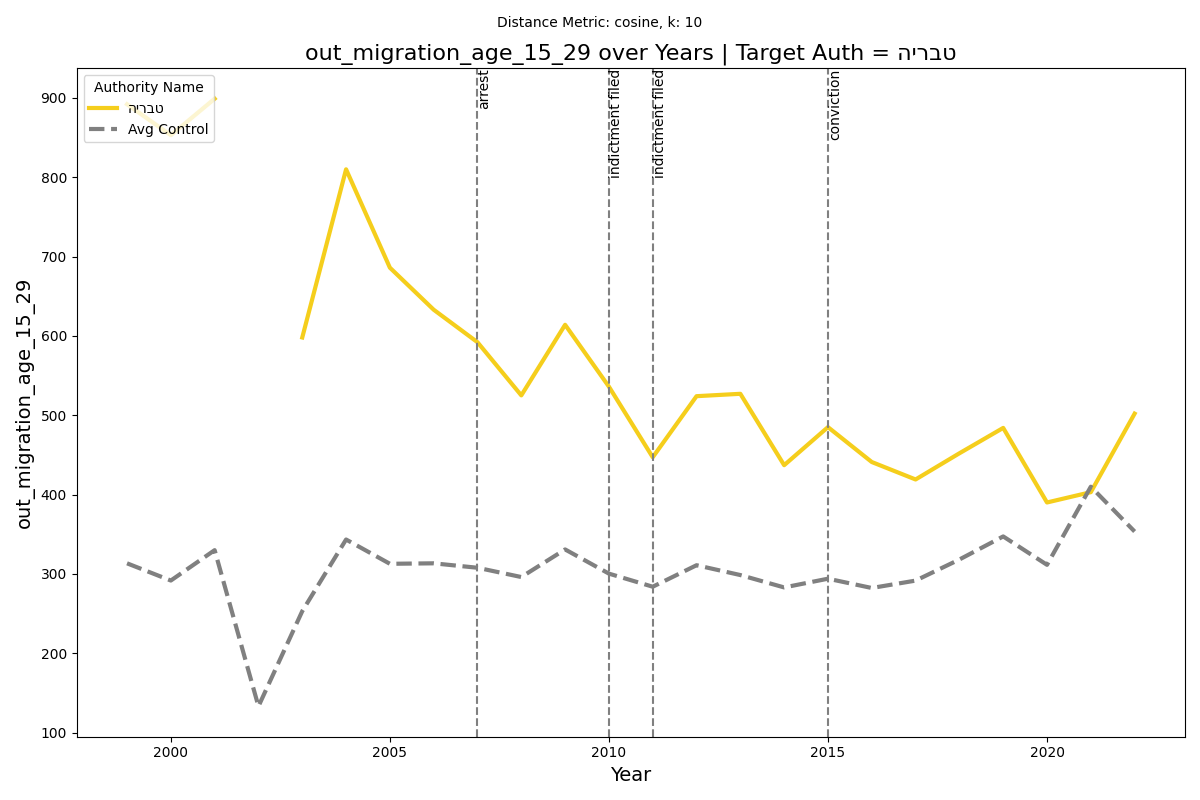 Distance Metric: cosine, k: 10
out_migration_age_15_29 over Years | Target Auth = טבריה
Authority Name
טבריה
Avg Control
arrest
indictment filed
indictment filed
conviction
out_migration_age_15_29
900
800
700
600
500
400
300
200
100
2000
2005
2010
2015
2020
Year